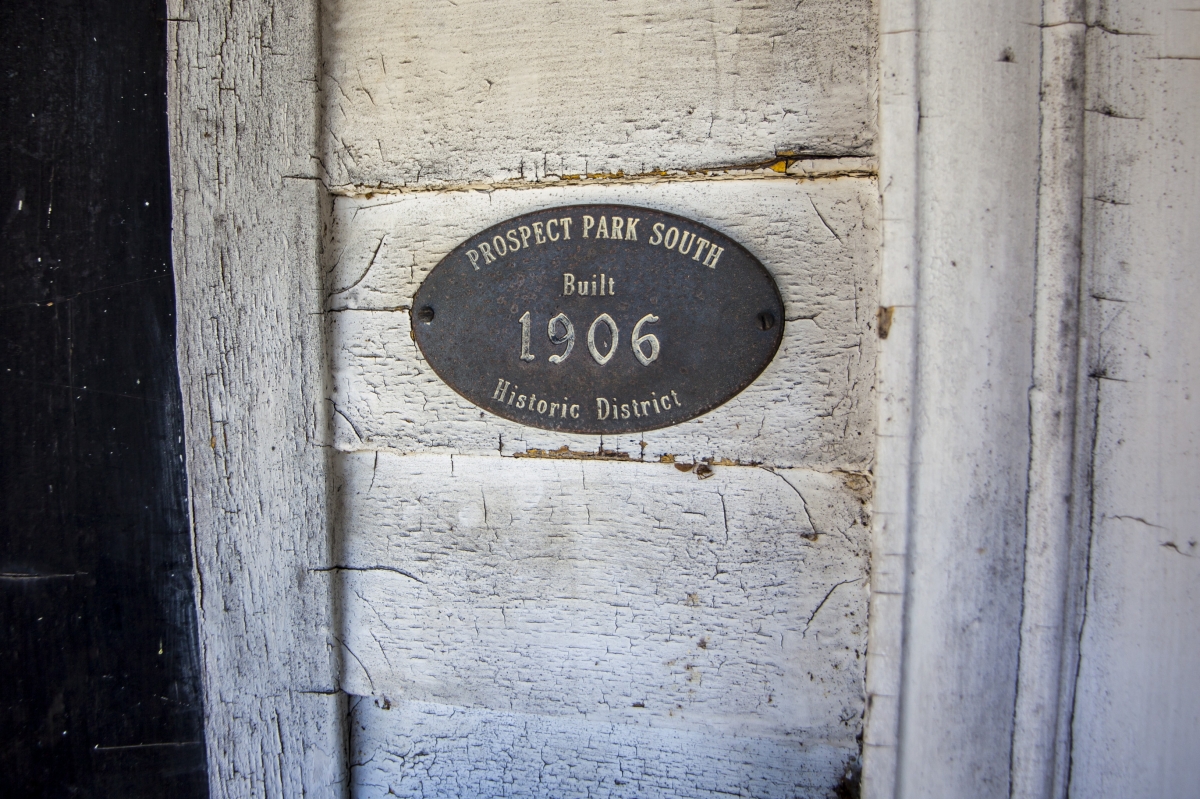 PROSPECT PARK SOUTH
Built
1906
Historic District